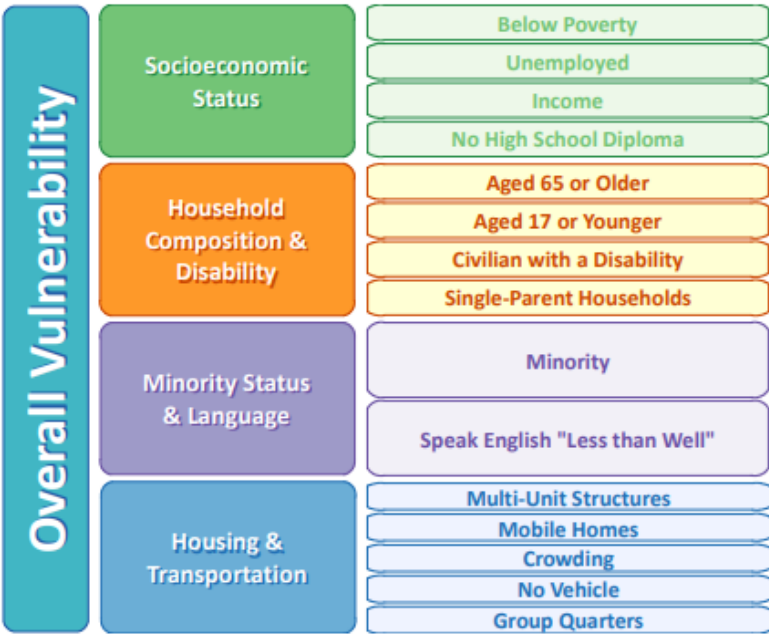 Overall Vulnerability
Socioeconomic
Status
Below Poverty
Unemployed
Income
No High School Diploma
Household
Composition &
Disability
Aged 65 or Older
Aged 17 or Younger
Civilian with a Disability
Single-Parent Households
Minority Status
& Language
Minority
Speak English "Less than Well"
Housing &
Transportation
Multi-Unit Structures
Mobile Homes
Crowding
No Vehicle
Group Quarters